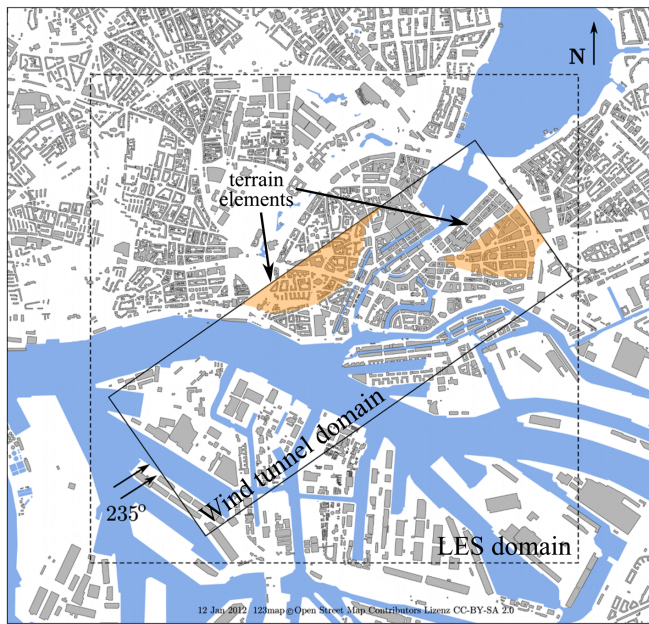 N
terrain
elements
Wind tunnel domain
235º
LES domain
12 Jan 2012 123map©Open Street Map Contributors Lizenz CC-BY-SA 2.0